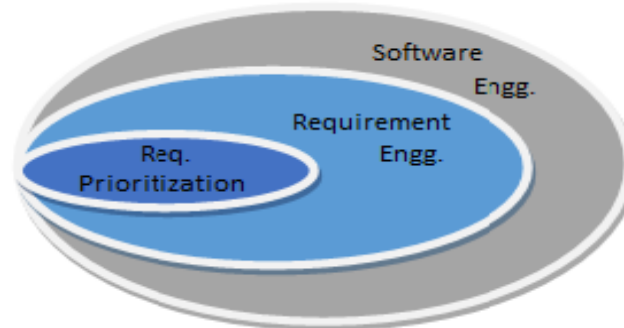 Software
Engg.
Requirement
Engg.
Req.
Prioritization